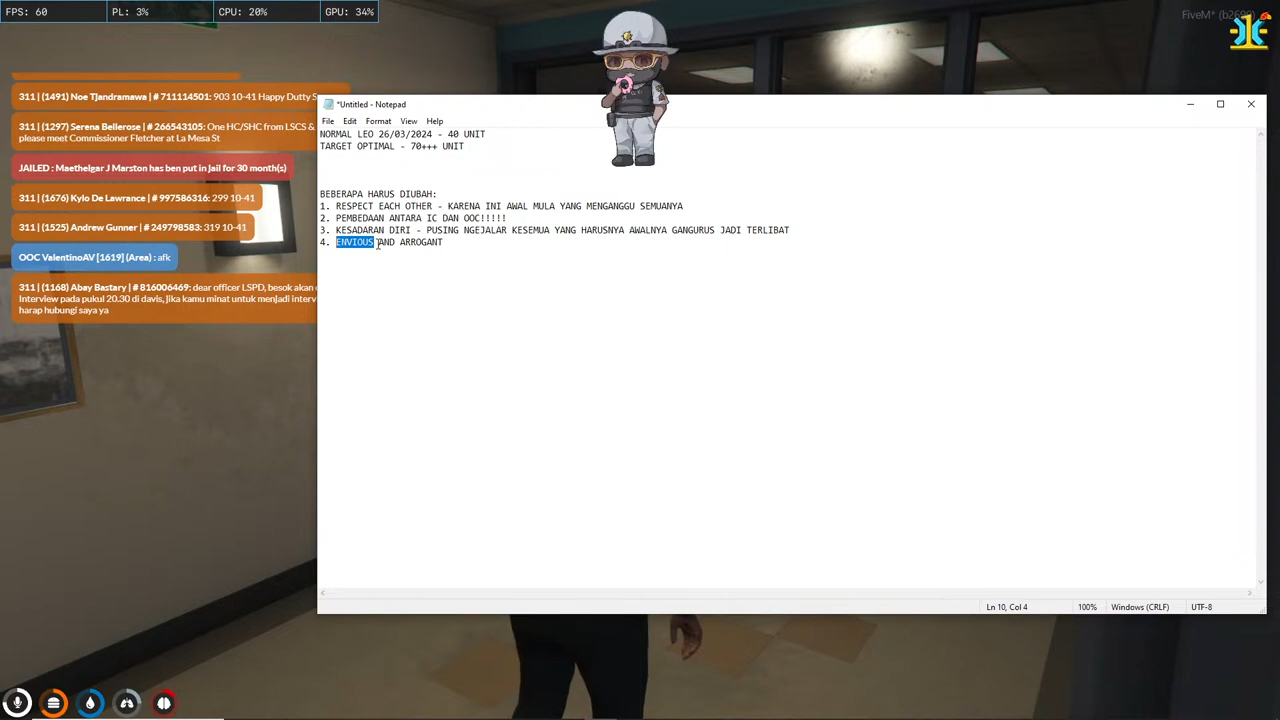 FPS: 60 PL: 3% CPU: 20% GPU: 34%
311 | (1491) Noe TJandramawa | # 711114501: 903 10-41 Happy Dutty S
311 | (1297) Serena Bellerose | # 266543105: One HC/SHC from LSCS &
please meet Commissioner Fletcher at La Mesa St
JAILED : Maethelgar J Marston has ben put in Jail for 30 month(s)
311 | (1676) Kylo De Lawrance | # 997586316: 299 10-41
311 | (1525) Andrew Gunner | # 249798583: 319 10-41
OOC ValentinoAV [1619] (Area) : afk
311 | (1168) Abay Bastary | # 816006469: dear officer LSPD, besok akan
Interview pada pukul 20.30 di davis, jika kamu minat untuk menjadi interv
harap hubungi saya ya
FiveM* (b26
*Untitled - Notepad
File Edit Format View Help
NORMAL LEO 26/03/2024 - 40 UNIT
TARGET OPTIMAL - 70+++ UNIT
BEBERAPA HARUS DIUBAH:
1. RESPECT EACH OTHER - KARENA INI AWAL MULA YANG MENGANGGU SEMUANYA
2. PEMBEDAAN ANTARA IC DAN OOC!!!!!
3. KESADARAN DIRI - PUSING NGEJALAR KESEMUA YANG HARUSNYA AWALNYA GANGURUS JADI TERLIBAT
4. ENVIOUS AND ARROGANT
Ln 10, Col 4 100% Windows (CRLF) UTF-8